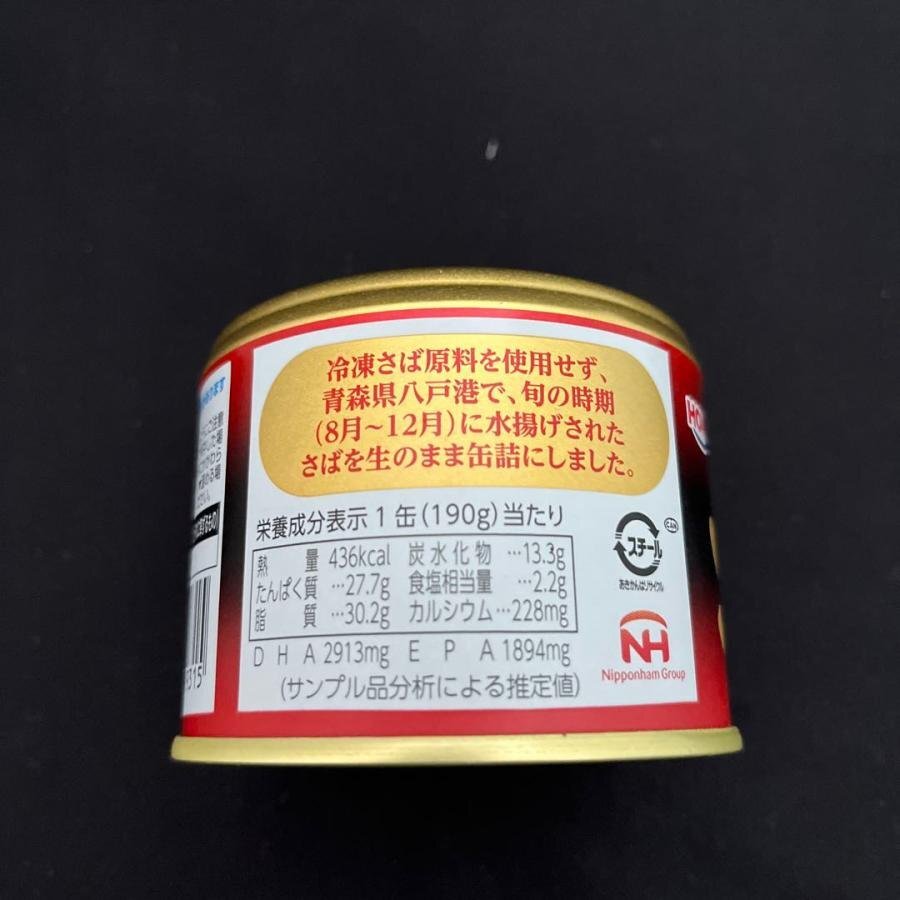 冷凍さば原料を使用せず、
青森県八戸港で、旬の時期
(8月～12月)に水揚げされた
さばを生のまま缶詰にしました。
栄養成分表示 1缶(190g)当たり
熱量 436kcal 炭水化物…13.3g
たんぱく質…27.7g 食塩相当量…2.2g
脂質…30.2g カルシウム…228mg
DHA 2913mg EPA 1894mg
(サンプル品分析による推定値)
CAN
スチール
あきかんはリサイクル
NH
Nipponham Group
HO
315